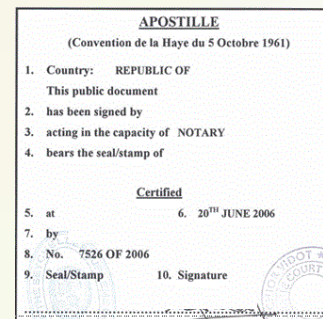 APOSTILLE
(Convention de la Haye du 5 Octobre 1961)
1. Country: REPUBLIC OF
This public document
2. has been signed by
3. acting in the capacity of NOTARY
4. bears the seal/stamp of
Certified
5. at 6. 20TH JUNE 2006
7. by
8. No. 7526 OF 2006
9. Seal/Stamp 10. Signature
VIDOT
COURT